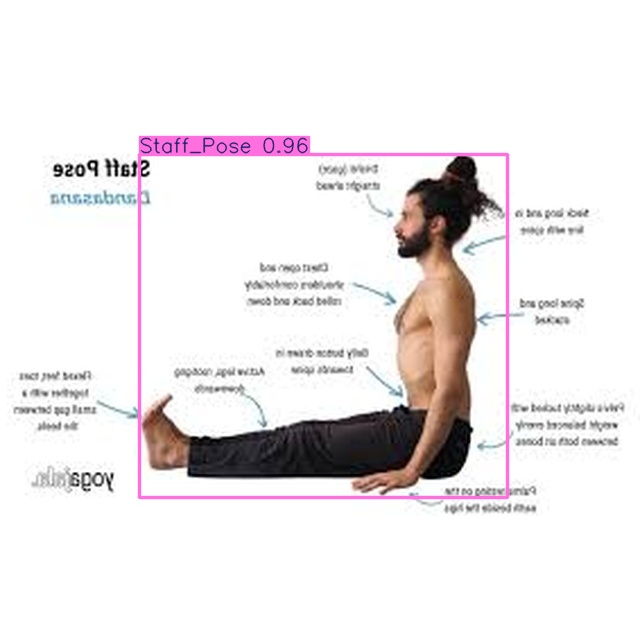 Staff_Pose 0.96
Staff Pose
Dandasana
Drishti (gaze)
straight ahead
Neck long and in
line with spine
Chest open and
shoulders comfortably
rolled back and down
Spine long and
stacked
Belly button drawn in
towards spine
Active legs, rooting
downwards
Flexed feet, toes
together with a
small gap between
the heels
Pelvis slightly tucked with
weight balanced evenly
between both sit bones
Palms resting on the
earth beside the hips
yogajala